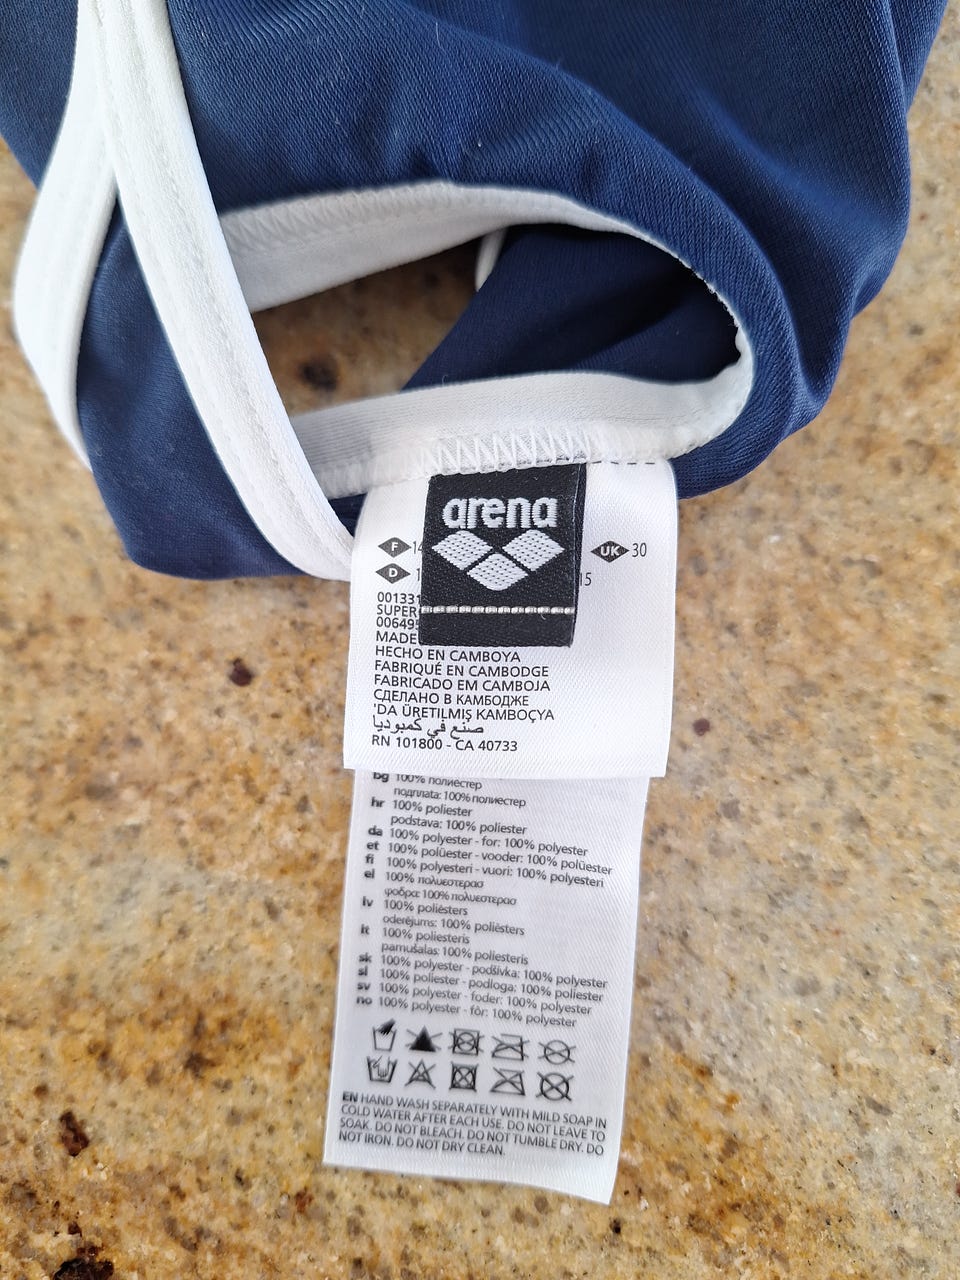 arena
F 14
UK 30
D 1
15
001331
SUPER
006495
MADE
HECHO EN CAMBOYA
FABRIQUÉ EN CAMBODGE
FABRICADO EM CAMBOJA
СДЕЛАНО В КАМБОДЖЕ
'DA ÜRETILMIŞ KAMBOÇYA
صنع في كمبوديا
RN 101800 - CA 40733
bg 100% полиестер
подплата: 100% полиестер
hr 100% poliester
podstava: 100% poliester
da 100% polyester - for: 100% polyester
et 100% polüester - vooder: 100% polüester
fi 100% polyesteri - vuori: 100% polyesteri
el 100% πολυεστερασ
φοδρα: 100% πολυεστερασ
lv 100% poliésters
oderējums: 100% poliésters
lt 100% poliesteris
pamušalas: 100% poliesteris
sk 100% polyester - podšívka: 100% polyester
sl 100% poliester - podloga: 100% poliester
sv 100% polyester - foder: 100% polyester
no 100% polyester - fôr: 100% polyester
EN HAND WASH SEPARATELY WITH MILD SOAP IN
COLD WATER AFTER EACH USE. DO NOT LEAVE TO
SOAK. DO NOT BLEACH. DO NOT TUMBLE DRY. DO
NOT IRON. DO NOT DRY CLEAN.